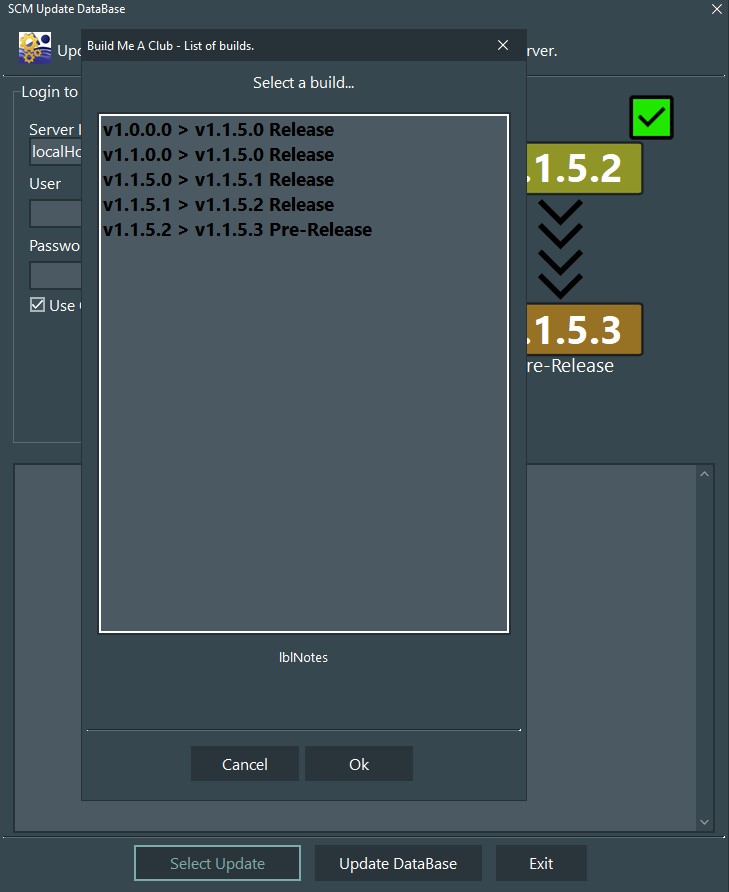 SCM Update DataBase
Build Me A Club - List of builds.
Select a build...
v1.0.0.0 > v1.1.5.0 Release
v1.1.0.0 > v1.1.5.0 Release
v1.1.5.0 > v1.1.5.1 Release
v1.1.5.1 > v1.1.5.2 Release
v1.1.5.2 > v1.1.5.3 Pre-Release
lblNotes
Cancel
Ok
Login to
Server
localHo
User
Passwo
Use
.1.5.2
.1.5.3
re-Release
Select Update
Update DataBase
Exit